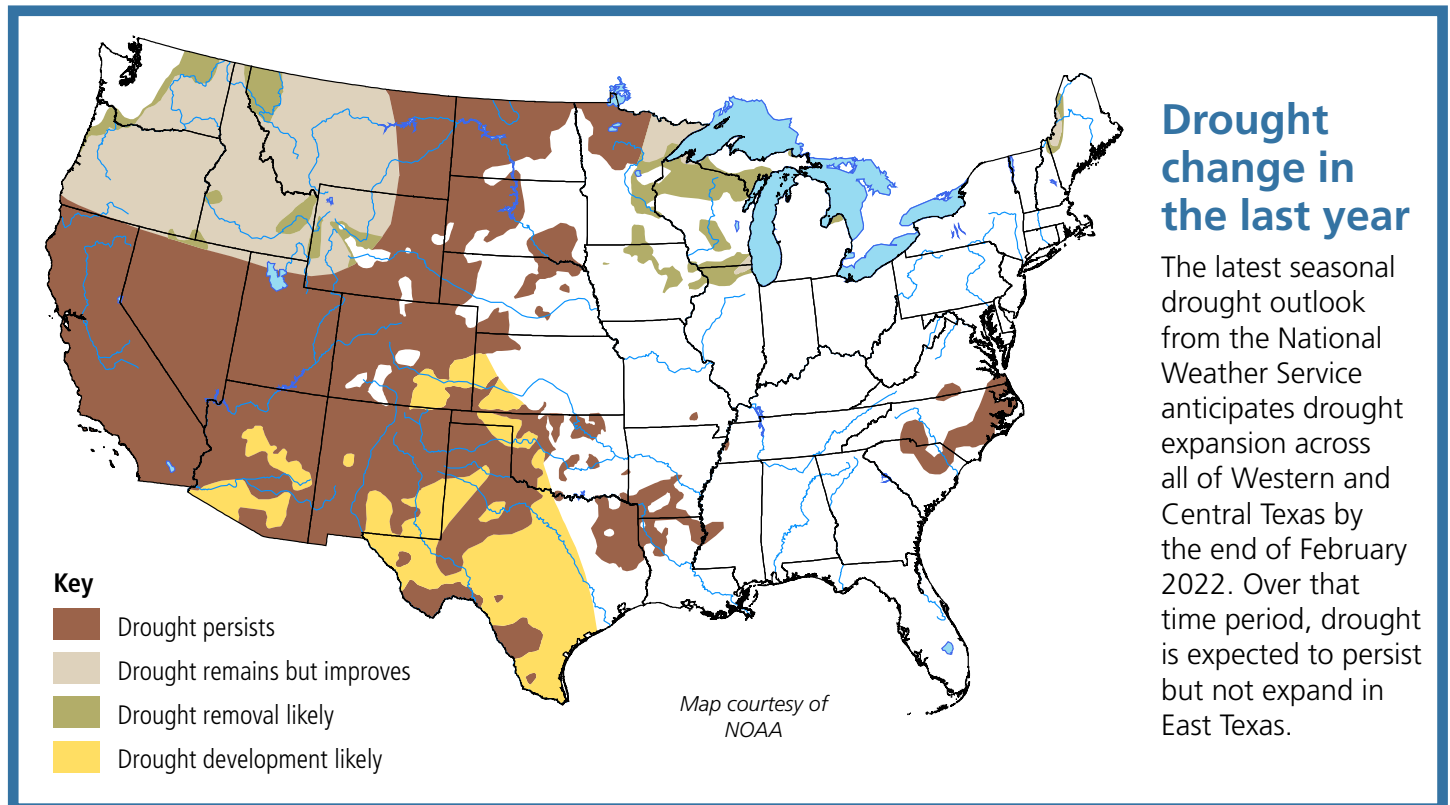 Drought
change in
the last year
The latest seasonal
drought outlook
from the National
Weather Service
anticipates drought
expansion across
all of Western and
Central Texas by
the end of February
2022. Over that
time period, drought
is expected to persist
but not expand in
East Texas.
Key
Drought persists
Drought remains but improves
Drought removal likely
Drought development likely
Map courtesy of
NOAA